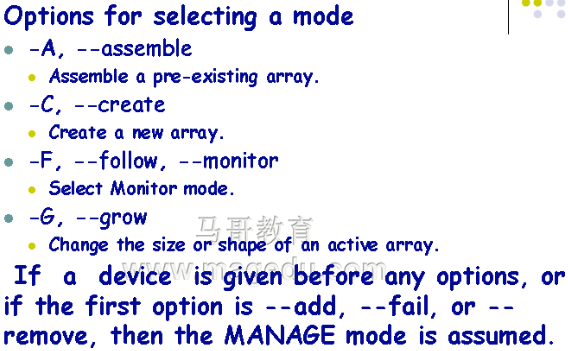 Options for selecting a mode
-A, --assemble
Assemble a pre-existing array.
-C, --create
Create a new array.
-F, --follow, --monitor
Select Monitor mode.
-G, --grow
马哥教育
Change the size or shape of an active array.
www.magedu.com
If a device is given before any options, or
if the first option is --add, --fail, or --
remove, then the MANAGE mode is assumed.